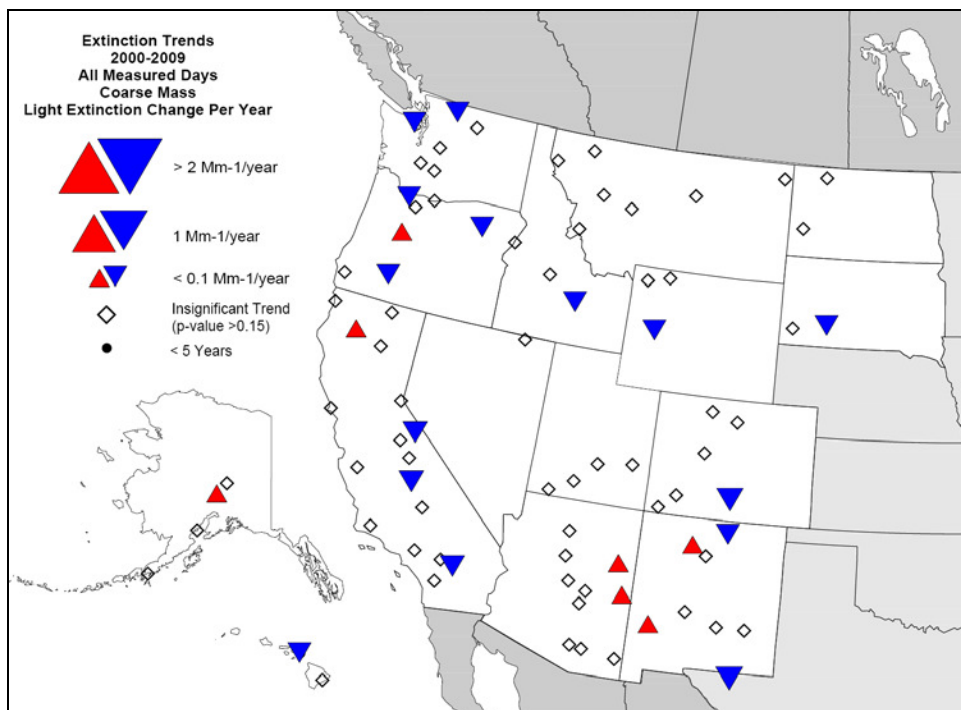 Extinction Trends
2000-2009
All Measured Days
Coarse Mass
Light Extinction Change Per Year
> 2 Mm-1/year
1 Mm-1/year
< 0.1 Mm-1/year
Insignificant Trend
(p-value >0.15)
< 5 Years